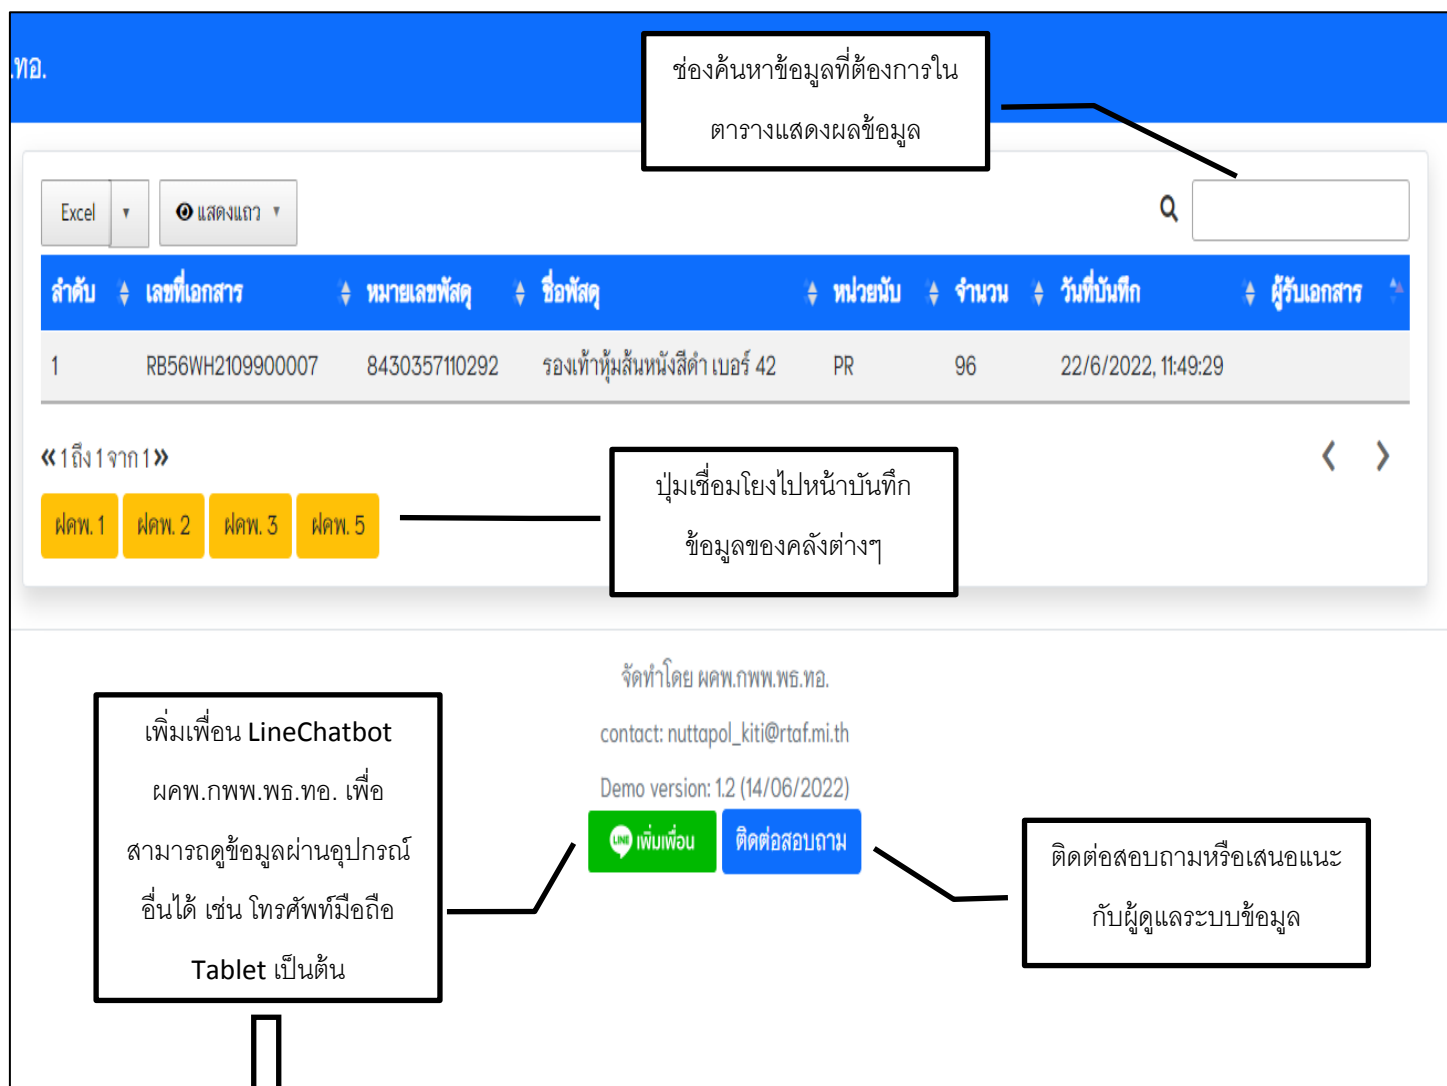 .ทอ.
ช่องค้นหาข้อมูลที่ต้องการใน
ตารางแสดงผลข้อมูล
Excel แสดงแถว
ลำดับ เลขที่เอกสาร หมายเลขพัสดุ ชื่อพัสดุ หน่วยนับ จำนวน วันที่บันทึก ผู้รับเอกสาร
1 RB56WH2109900007 8430357110292 รองเท้าหุ้มส้นหนังสีดำ เบอร์ 42 PR 96 22/6/2022, 11:49:29
«1 ถึง 1 จาก 1»
ฝคพ. 1 ฝคพ. 2 ฝคพ. 3 ฝคพ. 5
ปุ่มเชื่อมโยงไปหน้าบันทึก
ข้อมูลของคลังต่างๆ
จัดทำโดย ผคพ.กพพ.พธ.ทอ.
contact: nuttapol_kiti@rtaf.mi.th
Demo version: 1.2 (14/06/2022)
LINE เพิ่มเพื่อน ติดต่อสอบถาม
เพิ่มเพื่อน LineChatbot
ผคพ.กพพ.พธ.ทอ. เพื่อ
สามารถดูข้อมูลผ่านอุปกรณ์
อื่นได้ เช่น โทรศัพท์มือถือ
Tablet เป็นต้น
ติดต่อสอบถามหรือเสนอแนะ
กับผู้ดูแลระบบข้อมูล